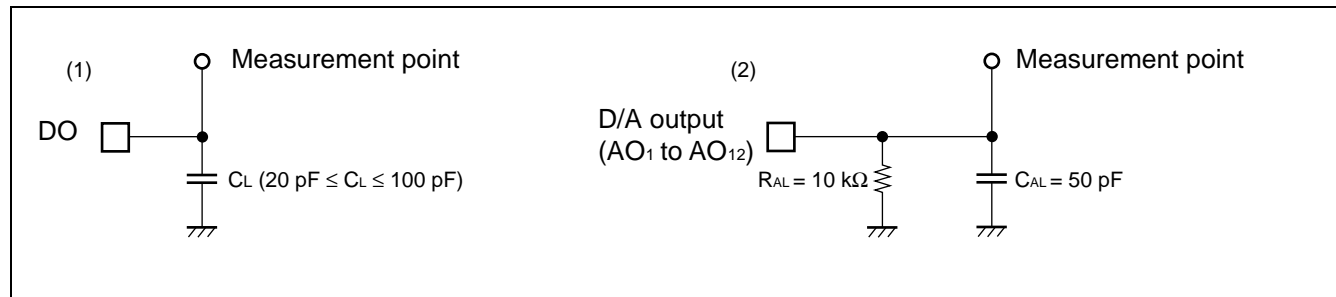 (1)
Measurement point
DO
CL (20 pF ≤ CL ≤ 100 pF)
(2)
Measurement point
D/A output
(AO1 to AO12)
RAL = 10 kΩ
CAL = 50 pF